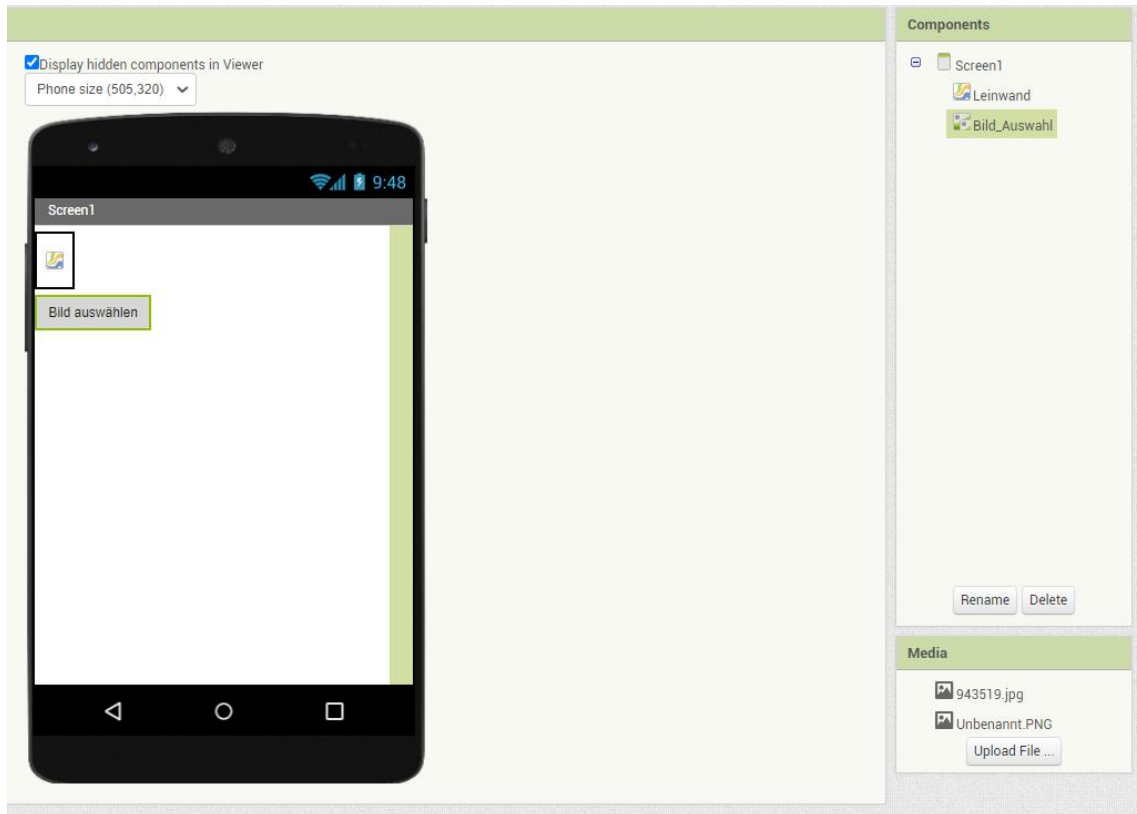 Components
Display hidden components in Viewer
Phone size (505,320)
Screen1
Leinwand
Bild_Auswahl
9:48
Screen1
Bild auswählen
Rename Delete
Media
943519.jpg
Unbenannt.PNG
Upload File ...